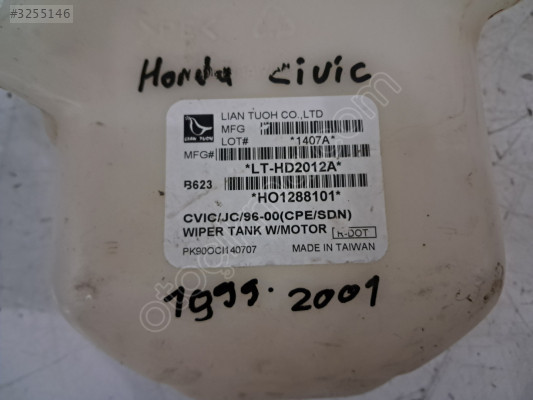 #3255146
Honda civic
LIAN TUOH CO.,LTD
MFG
LOT# *1407A*
MFG#
*LT-HD2012A*
B623
*HO1288101*
CVIC/JC/96-00(CPE/SDN)
WIPER TANK W/MOTOR K-DOT
PK90OCI140707 MADE IN TAIWAN
1999. 2001